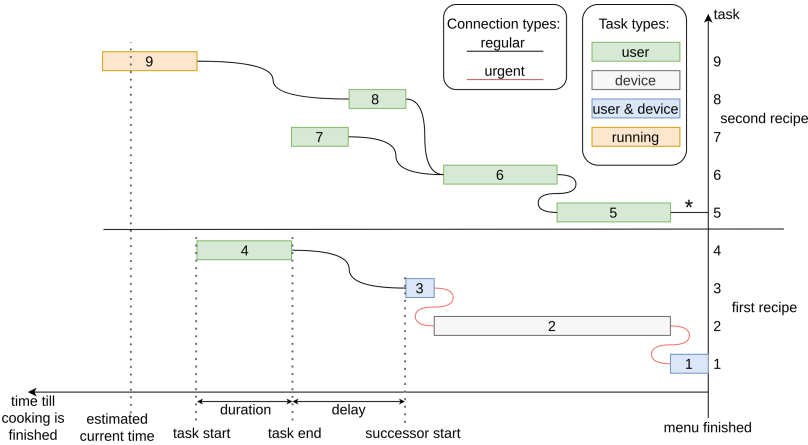 Connection types:
regular
urgent
Task types:
user
device
user & device
running
task
9
9
8
8
second recipe
7
7
6
6
5
*
5
4
4
3
3
first recipe
2
2
1
1
time till
cooking is
finished
estimated
current time
duration
delay
task start
task end
successor start
menu finished